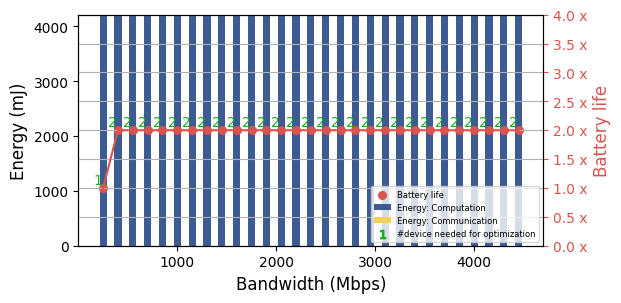 4000
3000
2000
1000
0
Energy (mJ)
1
2 2 2 2 2 2 2 2 2 2 2 2 2 2 2 2 2 2 2 2 2 2 2 2 2 2 2 2
4.0 x
3.5 x
3.0 x
2.5 x
2.0 x
1.5 x
1.0 x
0.5 x
0.0 x
Battery life
Battery life
Energy: Computation
Energy: Communication
1 #device needed for optimization
1000 2000 3000 4000
Bandwidth (Mbps)